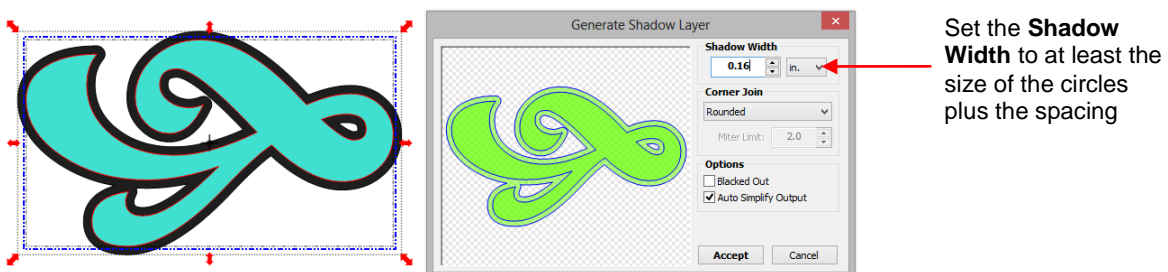 Generate Shadow Layer
×
Shadow Width
0.16 in.
Corner Join
Rounded
Miter Limit: 2.0
Options
Blacked Out
Auto Simplify Output
Accept Cancel
Set the Shadow
Width to at least the
size of the circles
plus the spacing